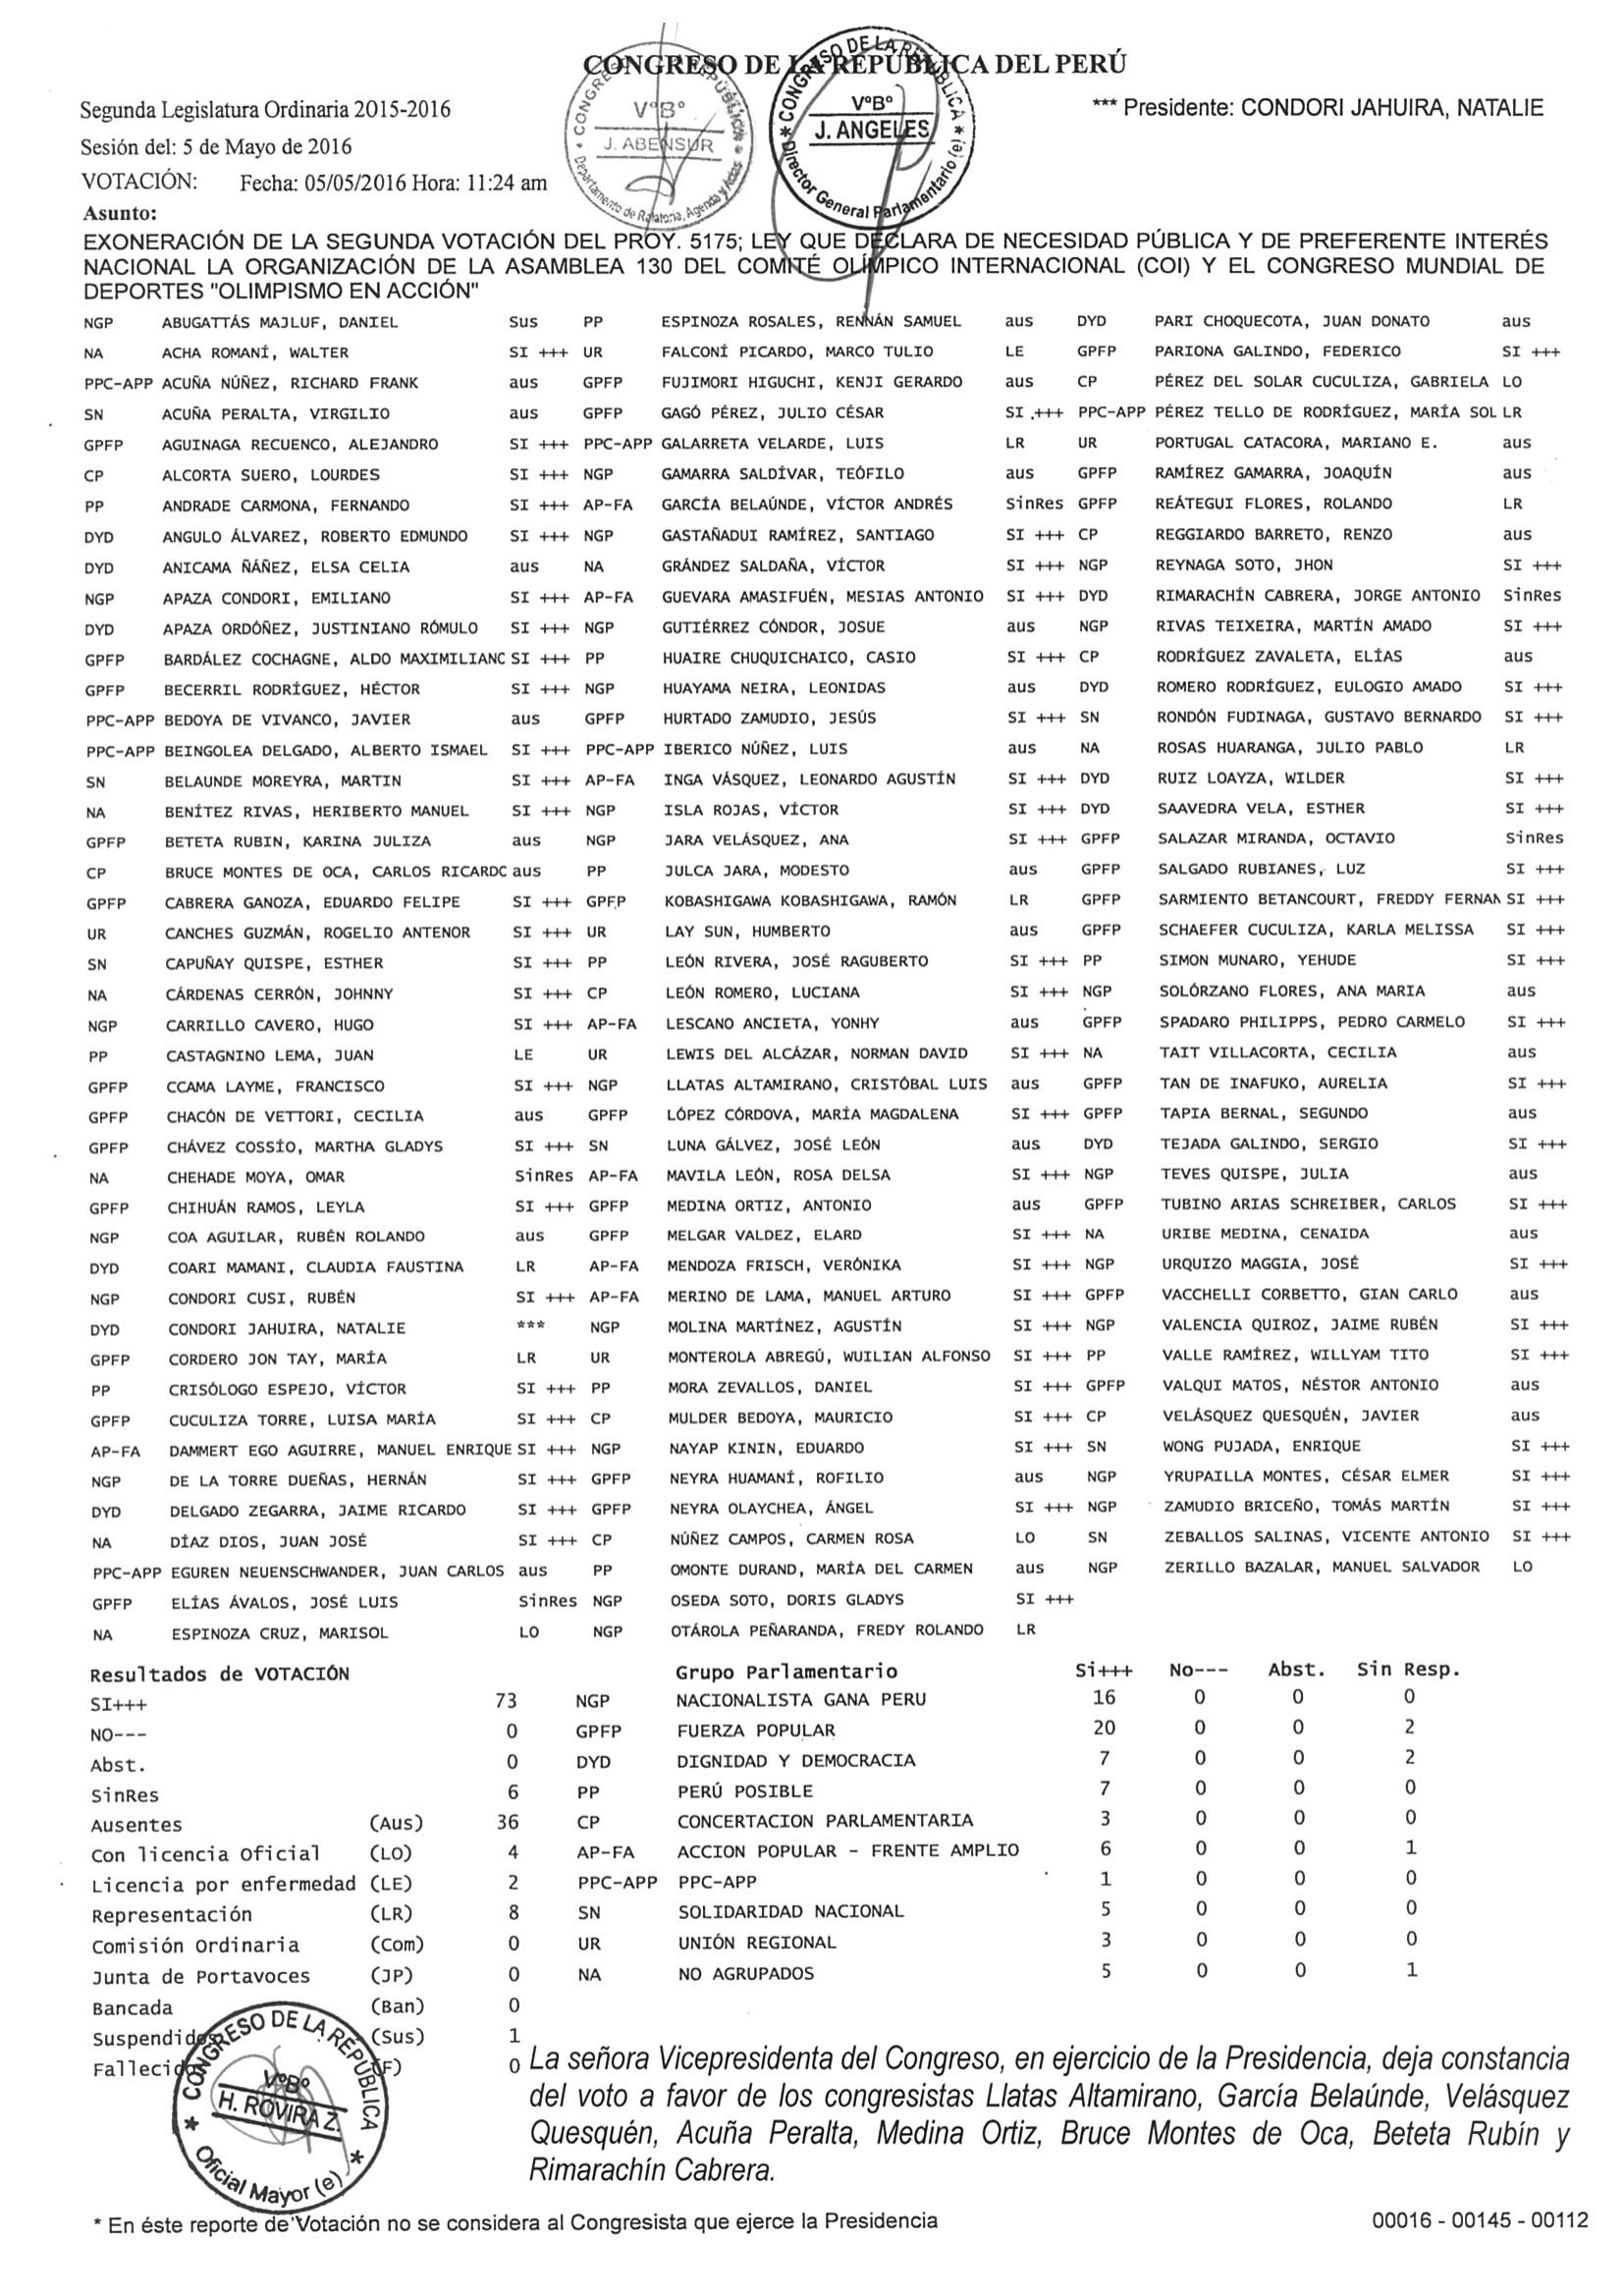 CONGRESO DE LA REPÚBLICA DEL PERÚ
Segunda Legislatura Ordinaria 2015-2016
*** Presidente: CONDORI JAHUIRA, NATALIE
Sesión del: 5 de Mayo de 2016
VOTACIÓN: Fecha: 05/05/2016 Hora: 11:24 am
CONGRESO REPÚBLICA
VºBº
J. ABENSUR
Departamento de Relatoría, Agenda y Actas
CONGRESO DE LA REPÚBLICA
VºBº
J. ANGELES
Director General Parlamentario (e)
Asunto:
EXONERACIÓN DE LA SEGUNDA VOTACIÓN DEL PROY. 5175; LEY QUE DECLARA DE NECESIDAD PÚBLICA Y DE PREFERENTE INTERÉS
NACIONAL LA ORGANIZACIÓN DE LA ASAMBLEA 130 DEL COMITÉ OLÍMPICO INTERNACIONAL (COI) Y EL CONGRESO MUNDIAL DE
DEPORTES "OLIMPISMO EN ACCIÓN"
NGP ABUGATTÁS MAJLUF, DANIEL Sus PP ESPINOZA ROSALES, RENNÁN SAMUEL aus DYD PARI CHOQUECOTA, JUAN DONATO aus
NA ACHA ROMANÍ, WALTER SI +++ UR FALCONÍ PICARDO, MARCO TULIO LE GPFP PARIONA GALINDO, FEDERICO SI +++
PPC-APP ACUÑA NÚÑEZ, RICHARD FRANK aus GPFP FUJIMORI HIGUCHI, KENJI GERARDO aus CP PÉREZ DEL SOLAR CUCULIZA, GABRIELA LO
SN ACUÑA PERALTA, VIRGILIO aus GPFP GAGÓ PÉREZ, JULIO CÉSAR SI +++ PPC-APP PÉREZ TELLO DE RODRÍGUEZ, MARÍA SOL LR
GPFP AGUINAGA RECUENCO, ALEJANDRO SI +++ PPC-APP GALARRETA VELARDE, LUIS LR UR PORTUGAL CATACORA, MARIANO E. aus
CP ALCORTA SUERO, LOURDES SI +++ NGP GAMARRA SALDÍVAR, TEÓFILO aus GPFP RAMÍREZ GAMARRA, JOAQUÍN aus
PP ANDRADE CARMONA, FERNANDO SI +++ AP-FA GARCÍA BELAÚNDE, VÍCTOR ANDRÉS SinRes GPFP REÁTEGUI FLORES, ROLANDO LR
DYD ANGULO ÁLVAREZ, ROBERTO EDMUNDO SI +++ NGP GASTAÑADUI RAMÍREZ, SANTIAGO SI +++ CP REGGIARDO BARRETO, RENZO aus
DYD ANICAMA ÑÁÑEZ, ELSA CELIA aus NA GRÁNDEZ SALDAÑA, VÍCTOR SI +++ NGP REYNAGA SOTO, JHON SI +++
NGP APAZA CONDORI, EMILIANO SI +++ AP-FA GUEVARA AMASIFUÉN, MESIAS ANTONIO SI +++ DYD RIMARACHÍN CABRERA, JORGE ANTONIO SinRes
DYD APAZA ORDÓÑEZ, JUSTINIANO RÓMULO SI +++ NGP GUTIÉRREZ CÓNDOR, JOSUE aus NGP RIVAS TEIXEIRA, MARTÍN AMADO SI +++
GPFP BARDÁLEZ COCHAGNE, ALDO MAXIMILIANO SI +++ PP HUAIRE CHUQUICHAICO, CASIO SI +++ CP RODRÍGUEZ ZAVALETA, ELÍAS aus
GPFP BECERRIL RODRÍGUEZ, HÉCTOR SI +++ NGP HUAYAMA NEIRA, LEONIDAS aus DYD ROMERO RODRÍGUEZ, EULOGIO AMADO SI +++
PPC-APP BEDOYA DE VIVANCO, JAVIER aus GPFP HURTADO ZAMUDIO, JESÚS SI +++ SN RONDÓN FUDINAGA, GUSTAVO BERNARDO SI +++
PPC-APP BEINGOLEA DELGADO, ALBERTO ISMAEL SI +++ PPC-APP IBERICO NÚÑEZ, LUIS aus NA ROSAS HUARANGA, JULIO PABLO LR
SN BELAUNDE MOREYRA, MARTIN SI +++ AP-FA INGA VÁSQUEZ, LEONARDO AGUSTÍN SI +++ DYD RUIZ LOAYZA, WILDER SI +++
NA BENÍTEZ RIVAS, HERIBERTO MANUEL SI +++ NGP ISLA ROJAS, VÍCTOR SI +++ DYD SAAVEDRA VELA, ESTHER SI +++
GPFP BETETA RUBIN, KARINA JULIZA aus NGP JARA VELÁSQUEZ, ANA SI +++ GPFP SALAZAR MIRANDA, OCTAVIO SinRes
CP BRUCE MONTES DE OCA, CARLOS RICARDO aus PP JULCA JARA, MODESTO aus GPFP SALGADO RUBIANES, LUZ SI +++
GPFP CABRERA GANOZA, EDUARDO FELIPE SI +++ GPFP KOBASHIGAWA KOBASHIGAWA, RAMÓN LR GPFP SARMIENTO BETANCOURT, FREDDY FERNAN SI +++
UR CANCHES GUZMÁN, ROGELIO ANTENOR SI +++ UR LAY SUN, HUMBERTO aus GPFP SCHAEFER CUCULIZA, KARLA MELISSA SI +++
SN CAPUÑAY QUISPE, ESTHER SI +++ PP LEÓN RIVERA, JOSÉ RAGUBERTO SI +++ PP SIMON MUNARO, YEHUDE SI +++
NA CÁRDENAS CERRÓN, JOHNNY SI +++ CP LEÓN ROMERO, LUCIANA SI +++ NGP SOLÓRZANO FLORES, ANA MARIA aus
NGP CARRILLO CAVERO, HUGO SI +++ AP-FA LESCANO ANCIETA, YONHY aus GPFP SPADARO PHILIPPS, PEDRO CARMELO SI +++
PP CASTAGNINO LEMA, JUAN LE UR LEWIS DEL ALCÁZAR, NORMAN DAVID SI +++ NA TAIT VILLACORTA, CECILIA aus
GPFP CCAMA LAYME, FRANCISCO SI +++ NGP LLATAS ALTAMIRANO, CRISTÓBAL LUIS aus GPFP TAN DE INAFUKO, AURELIA SI +++
GPFP CHACÓN DE VETTORI, CECILIA aus GPFP LÓPEZ CÓRDOVA, MARÍA MAGDALENA SI +++ GPFP TAPIA BERNAL, SEGUNDO aus
GPFP CHÁVEZ COSSÍO, MARTHA GLADYS SI +++ SN LUNA GÁLVEZ, JOSÉ LEÓN aus DYD TEJADA GALINDO, SERGIO SI +++
NA CHEHADE MOYA, OMAR SinRes AP-FA MAVILA LEÓN, ROSA DELSA SI +++ NGP TEVES QUISPE, JULIA aus
GPFP CHIHUÁN RAMOS, LEYLA SI +++ GPFP MEDINA ORTIZ, ANTONIO aus GPFP TUBINO ARIAS SCHREIBER, CARLOS SI +++
NGP COA AGUILAR, RUBÉN ROLANDO aus GPFP MELGAR VALDEZ, ELARD SI +++ NA URIBE MEDINA, CENAIDA aus
DYD COARI MAMANI, CLAUDIA FAUSTINA LR AP-FA MENDOZA FRISCH, VERÓNIKA SI +++ NGP URQUIZO MAGGIA, JOSÉ SI +++
NGP CONDORI CUSI, RUBÉN SI +++ AP-FA MERINO DE LAMA, MANUEL ARTURO SI +++ GPFP VACCHELLI CORBETTO, GIAN CARLO aus
DYD CONDORI JAHUIRA, NATALIE *** NGP MOLINA MARTÍNEZ, AGUSTÍN SI +++ NGP VALENCIA QUIROZ, JAIME RUBÉN SI +++
GPFP CORDERO JON TAY, MARÍA LR UR MONTEROLA ABREGÚ, WUILIAN ALFONSO SI +++ PP VALLE RAMÍREZ, WILLYAM TITO SI +++
PP CRISÓLOGO ESPEJO, VÍCTOR SI +++ PP MORA ZEVALLOS, DANIEL SI +++ GPFP VALQUI MATOS, NÉSTOR ANTONIO aus
GPFP CUCULIZA TORRE, LUISA MARÍA SI +++ CP MULDER BEDOYA, MAURICIO SI +++ CP VELÁSQUEZ QUESQUÉN, JAVIER aus
AP-FA DAMMERT EGO AGUIRRE, MANUEL ENRIQUE SI +++ NGP NAYAP KININ, EDUARDO SI +++ SN WONG PUJADA, ENRIQUE SI +++
NGP DE LA TORRE DUEÑAS, HERNÁN SI +++ GPFP NEYRA HUAMANÍ, ROFILIO aus NGP YRUPAILLA MONTES, CÉSAR ELMER SI +++
DYD DELGADO ZEGARRA, JAIME RICARDO SI +++ GPFP NEYRA OLAYCHEA, ÁNGEL SI +++ NGP ZAMUDIO BRICEÑO, TOMÁS MARTÍN SI +++
NA DÍAZ DIOS, JUAN JOSÉ SI +++ CP NÚÑEZ CAMPOS, CARMEN ROSA LO SN ZEBALLOS SALINAS, VICENTE ANTONIO SI +++
PPC-APP EGUREN NEUENSCHWANDER, JUAN CARLOS aus PP OMONTE DURAND, MARÍA DEL CARMEN aus NGP ZERILLO BAZALAR, MANUEL SALVADOR LO
GPFP ELÍAS ÁVALOS, JOSÉ LUIS SinRes NGP OSEDA SOTO, DORIS GLADYS SI +++
NA ESPINOZA CRUZ, MARISOL LO NGP OTÁROLA PEÑARANDA, FREDY ROLANDO LR
Resultados de VOTACIÓN Grupo Parlamentario Si+++ No--- Abst. Sin Resp.
SI+++ 73 NGP NACIONALISTA GANA PERU 16 0 0 0
NO--- 0 GPFP FUERZA POPULAR 20 0 0 2
Abst. 0 DYD DIGNIDAD Y DEMOCRACIA 7 0 0 2
SinRes 6 PP PERÚ POSIBLE 7 0 0 0
Ausentes (Aus) 36 CP CONCERTACION PARLAMENTARIA 3 0 0 0
Con licencia Oficial (LO) 4 AP-FA ACCION POPULAR - FRENTE AMPLIO 6 0 0 1
Licencia por enfermedad (LE) 2 PPC-APP PPC-APP 1 0 0 0
Representación (LR) 8 SN SOLIDARIDAD NACIONAL 5 0 0 0
Comisión Ordinaria (Com) 0 UR UNIÓN REGIONAL 3 0 0 0
Junta de Portavoces (JP) 0 NA NO AGRUPADOS 5 0 0 1
Bancada (Ban) 0
Suspendidos (Sus) 1
Fallecidos (F) 0
CONGRESO DE LA REPÚBLICA
VºBº
H. ROVIRA Z.
Oficial Mayor (e)
La señora Vicepresidenta del Congreso, en ejercicio de la Presidencia, deja constancia
del voto a favor de los congresistas Llatas Altamirano, García Belaúnde, Velásquez
Quesquén, Acuña Peralta, Medina Ortiz, Bruce Montes de Oca, Beteta Rubín y
Rimarachín Cabrera.
* En éste reporte de Votación no se considera al Congresista que ejerce la Presidencia
00016 - 00145 - 00112